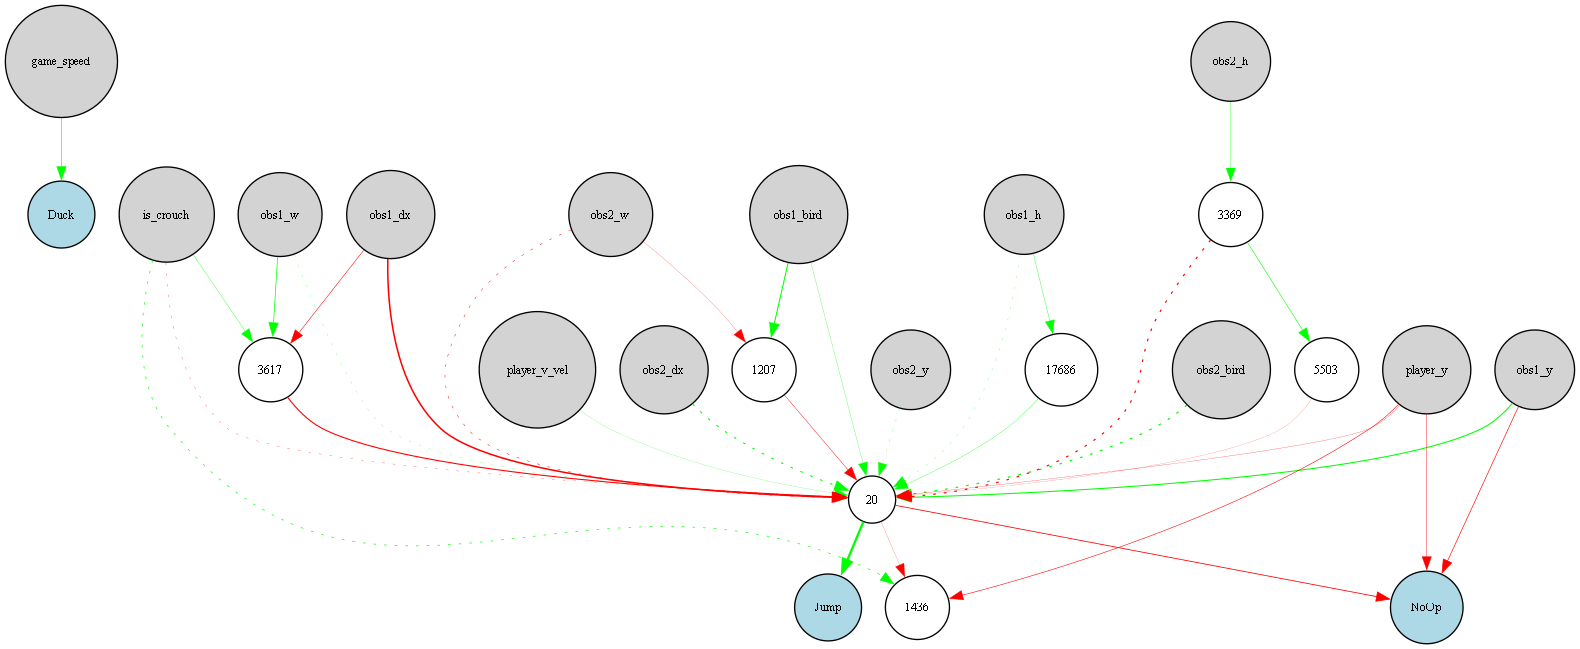 game_speed
obs2_h
Duck
is_crouch
obs1_w
obs1_dx
obs2_w
obs1_bird
obs1_h
3369
3617
player_v_vel
obs2_dx
1207
obs2_y
17686
obs2_bird
5503
player_y
obs1_y
20
Jump
1436
NoOp